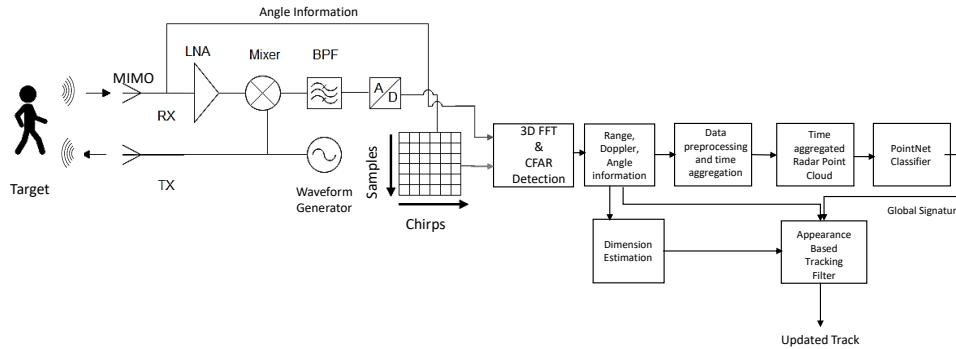 Angle Information
LNA
Mixer
BPF
MIMO
A
D
RX
TX
Target
Waveform
Generator
Samples
Chirps
3D FFT
&
CFAR
Detection
Range,
Doppler,
Angle
information
Data
preprocessing
and time
aggregation
Time
aggregated
Radar Point
Cloud
PointNet
Classifier
Global Signatur
Dimension
Estimation
Appearance
Based
Tracking
Filter
Updated Track